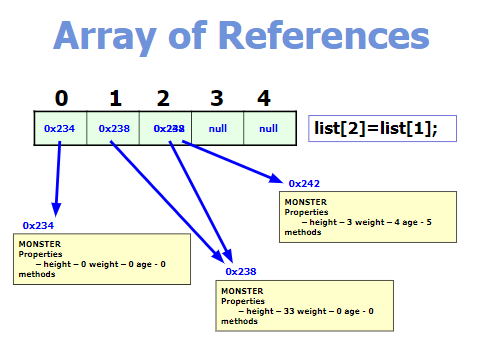 Array of References
0 1 2 3 4
0x234 0x238 null null
list[2]=list[1];
0x242
MONSTER
Properties
– height – 3 weight – 4 age - 5
methods
0x234
MONSTER
Properties
– height – 0 weight – 0 age - 0
methods
0x238
MONSTER
Properties
– height – 33 weight – 0 age - 0
methods